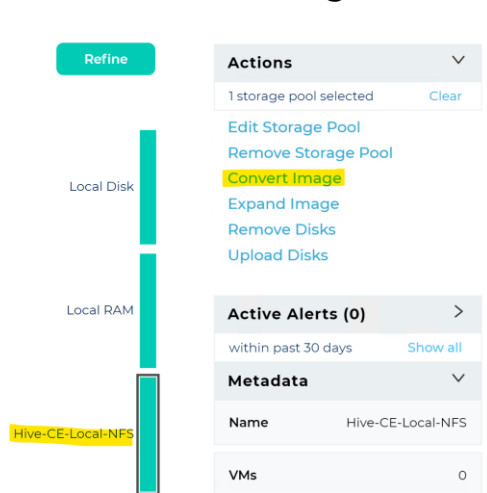 Refine
Local Disk
Local RAM
Hive-CE-Local-NFS
Actions
1 storage pool selected Clear
Edit Storage Pool
Remove Storage Pool
Convert Image
Expand Image
Remove Disks
Upload Disks
Active Alerts (0)
within past 30 days Show all
Metadata
Name Hive-CE-Local-NFS
VMs 0